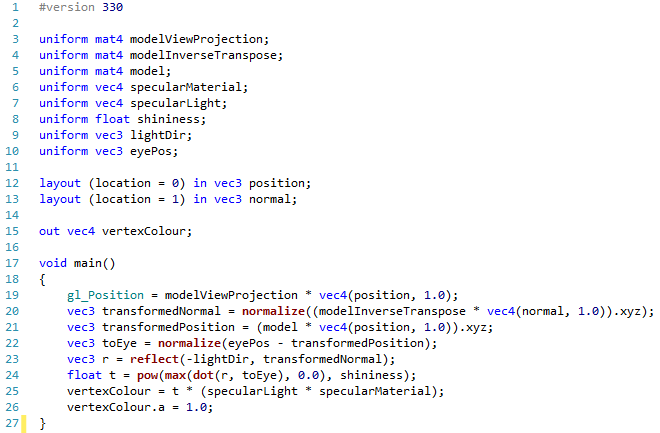 1 #version 330
2
3 uniform mat4 modelViewProjection;
4 uniform mat4 modelInverseTranspose;
5 uniform mat4 model;
6 uniform vec4 specularMaterial;
7 uniform vec4 specularLight;
8 uniform float shininess;
9 uniform vec3 lightDir;
10 uniform vec3 eyePos;
11
12 layout (location = 0) in vec3 position;
13 layout (location = 1) in vec3 normal;
14
15 out vec4 vertexColour;
16
17 void main()
18 {
19     gl_Position = modelViewProjection * vec4(position, 1.0);
20     vec3 transformedNormal = normalize((modelInverseTranspose * vec4(normal, 1.0)).xyz);
21     vec3 transformedPosition = (model * vec4(position, 1.0)).xyz;
22     vec3 toEye = normalize(eyePos - transformedPosition);
23     vec3 r = reflect(-lightDir, transformedNormal);
24     float t = pow(max(dot(r, toEye), 0.0), shininess);
25     vertexColour = t * (specularLight * specularMaterial);
26     vertexColour.a = 1.0;
27 }